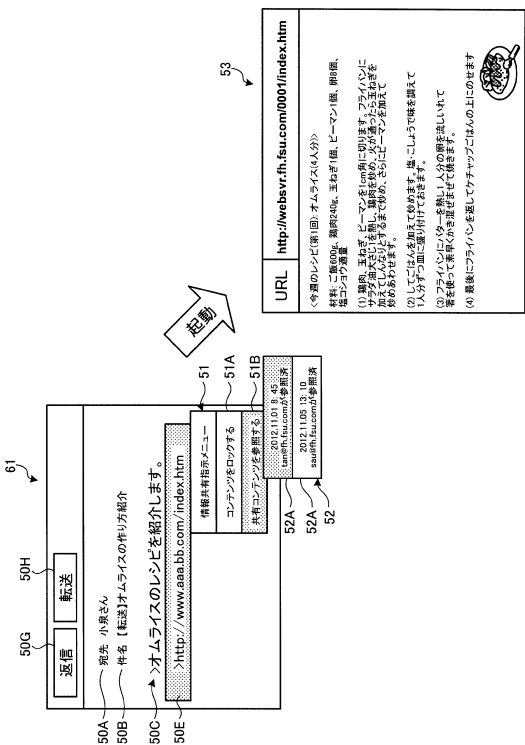 61
50G
返信
50H
転送
50A
宛先 小泉さん
50B
件名 【転送】オムライスの作り方紹介
50C
>オムライスのレシピを紹介します。
50E
>http://www.aaa.bb.com/index.htm
情報共有指示メニュー
51
コンテンツをロックする
51A
共有コンテンツを参照する
51B
2012.11.01 8: 45
tan@fh.fsu.comが参照済
52A
2012.11.05 13: 10
sau@fh.fsu.comが参照済
52A
52
起動
53
URL
http://websvr.fh.fsu.com/0001/index.htm
<今週のレシピ(第1回): オムライス(4人分)>
材料: ご飯600g、鶏肉240g、玉ねぎ1個、ピーマン1個、卵8個、
塩コショウ適量
(1) 鶏肉、玉ねぎ、ピーマンを1cm角に切ります。フライパンに
サラダ油大さじ1を熱し、鶏肉を炒め、火が通ったら玉ねぎを
加えてしんなりとするまで炒め、さらにピーマンを加えて
炒めあわせます。
(2) してごはんを加えて炒めます。塩・こしょうで味を調えて
1人分ずつ皿に盛り付けておきます。
(3) フライパンにバターを熱し1人分の卵を流しいれて
箸を使って素早くかき混ぜまぜて焼きます。
(4) 最後にフライパンを返してケチャップごはんの上にのせます